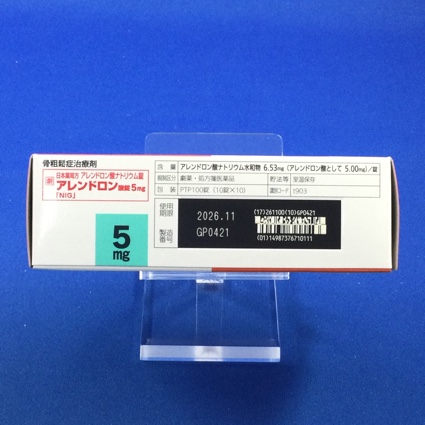 骨粗鬆症治療剤
日本薬局方 アレンドロン酸ナトリウム錠
劇
アレンドロン酸錠5mg
「NIG」
5
mg
含 量 アレンドロン酸ナトリウム水和物 6.53mg (アレンドロン酸として 5.00mg)/錠
規制区分 劇薬・処方箋医薬品 貯法等 室温保存
包 装 PTP100錠 (10錠×10) 識別コード t903
使用
期限
2026.11
製造
番号
GP0421
(17)261100(10)GP0421
(01)14987376710111